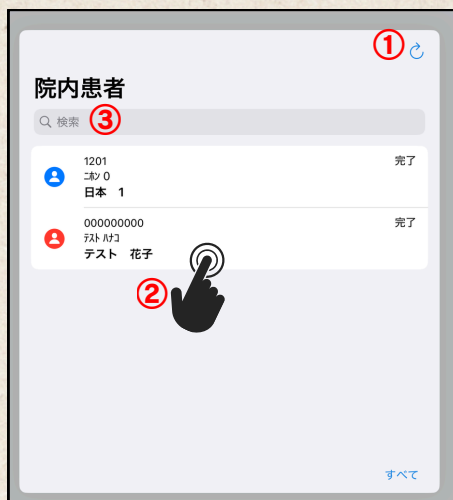 ①
院内患者
検索 ③
1201 完了
ﾆﾎﾝ 0
日本 1
000000000 完了
ﾃｽﾄ ﾊﾅｺ
テスト 花子
②
すべて